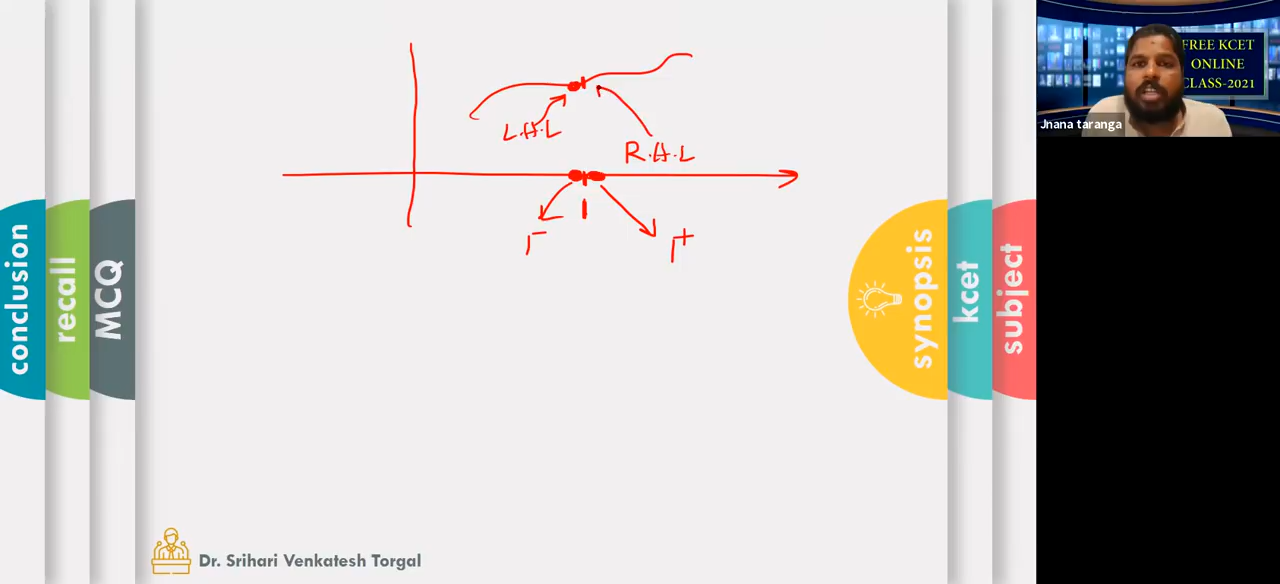 conclusion
recall
MCQ
L.H.L
R.H.L
1
1⁻
1⁺
synopsis
kcet
subject
Dr. Srihari Venkatesh Torgal
FREE KCET
ONLINE
CLASS-2021
Jnana taranga